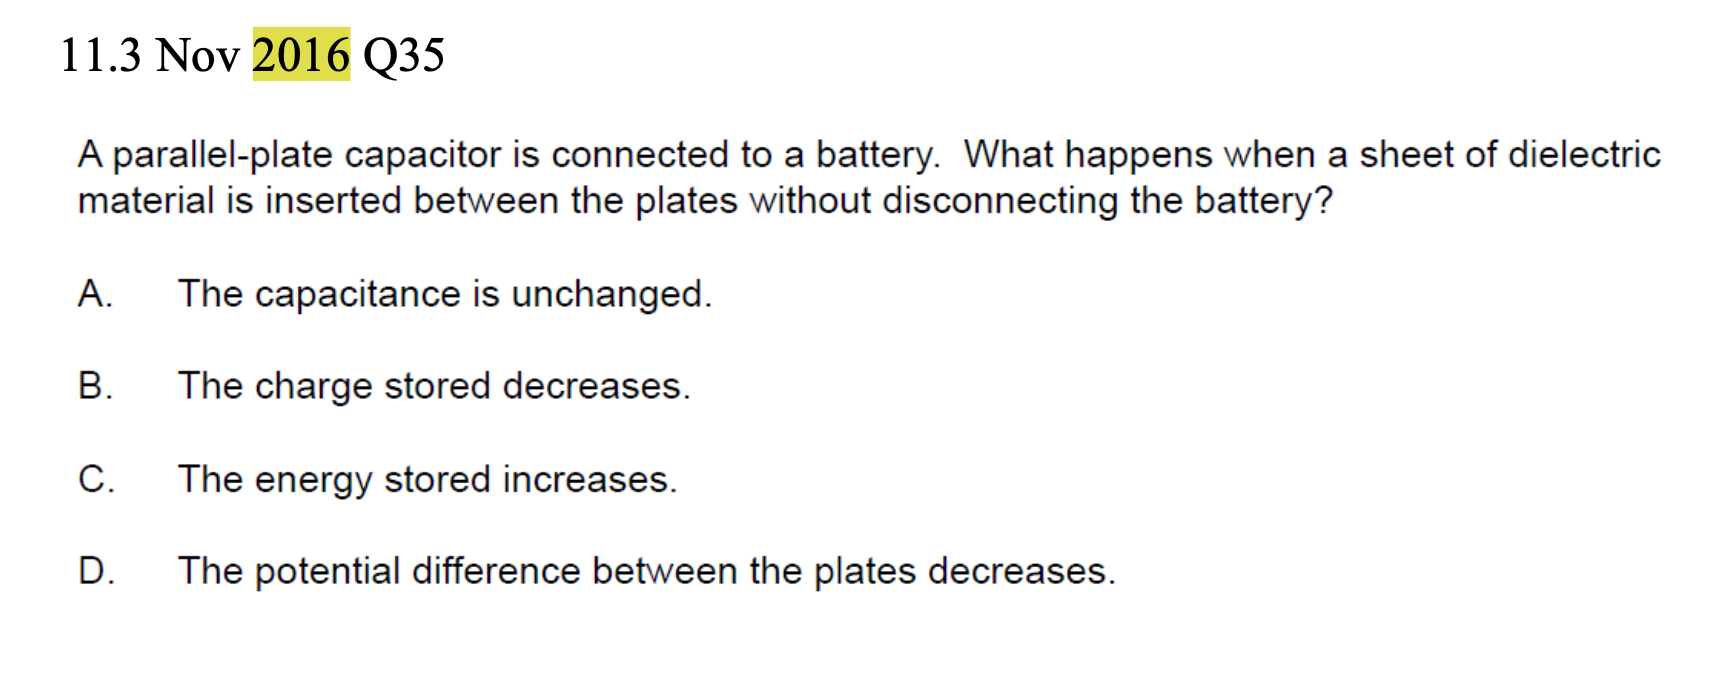 11.3 Nov 2016 Q35
A parallel-plate capacitor is connected to a battery. What happens when a sheet of dielectric
material is inserted between the plates without disconnecting the battery?
A. The capacitance is unchanged.
B. The charge stored decreases.
C. The energy stored increases.
D. The potential difference between the plates decreases.